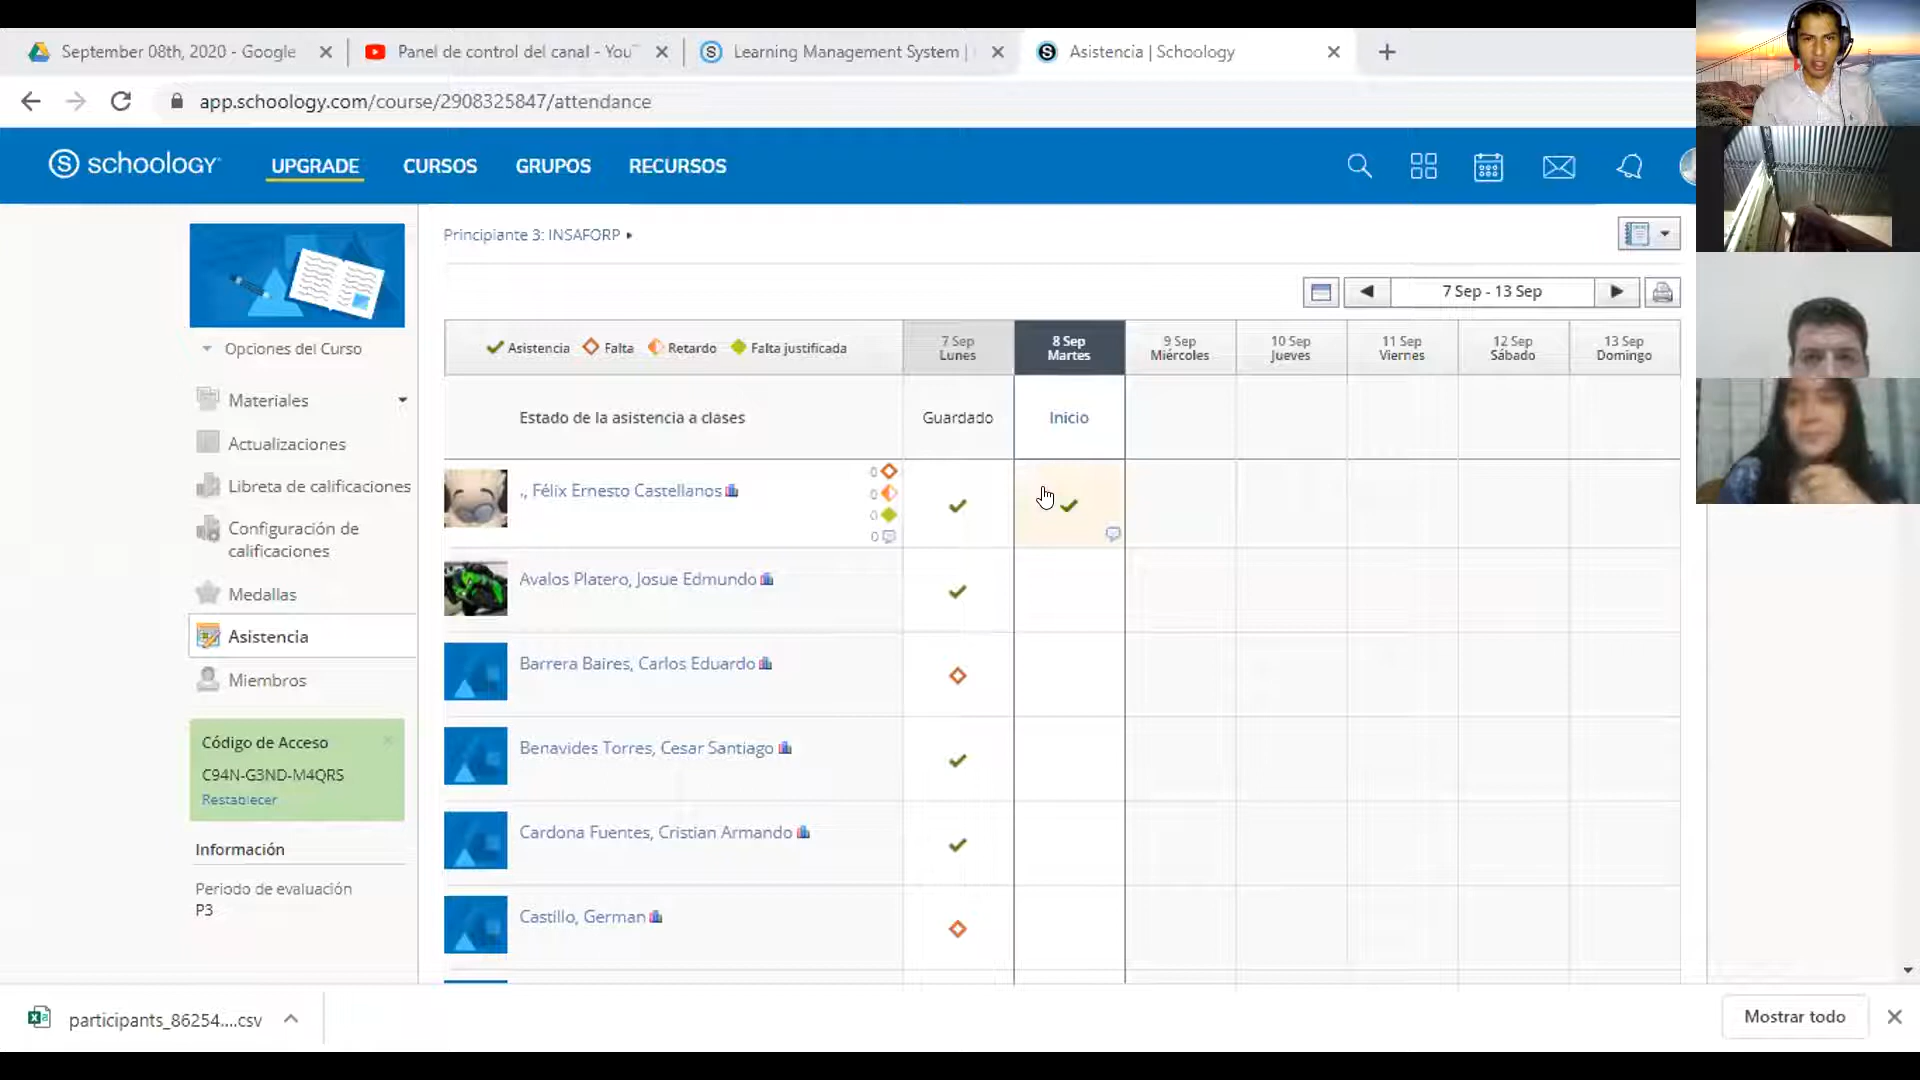 September 08th, 2020 - Google
Panel de control del canal - You
Learning Management System |
Asistencia | Schoology
app.schoology.com/course/2908325847/attendance
schoology
UPGRADE
CURSOS
GRUPOS
RECURSOS
Principiante 3: INSAFORP
7 Sep - 13 Sep
Opciones del Curso
Materiales
Actualizaciones
Libreta de calificaciones
Configuración de
calificaciones
Medallas
Asistencia
Miembros
Código de Acceso
C94N-G3ND-M4QRS
Restablecer
Información
Periodo de evaluación
P3
Asistencia Falta Retardo Falta justificada
7 Sep
Lunes
8 Sep
Martes
9 Sep
Miércoles
10 Sep
Jueves
11 Sep
Viernes
12 Sep
Sábado
13 Sep
Domingo
Estado de la asistencia a clases
Guardado
Inicio
., Félix Ernesto Castellanos
0
0
0
0
Avalos Platero, Josue Edmundo
Barrera Baires, Carlos Eduardo
Benavides Torres, Cesar Santiago
Cardona Fuentes, Cristian Armando
Castillo, German
participants_86254....csv
Mostrar todo